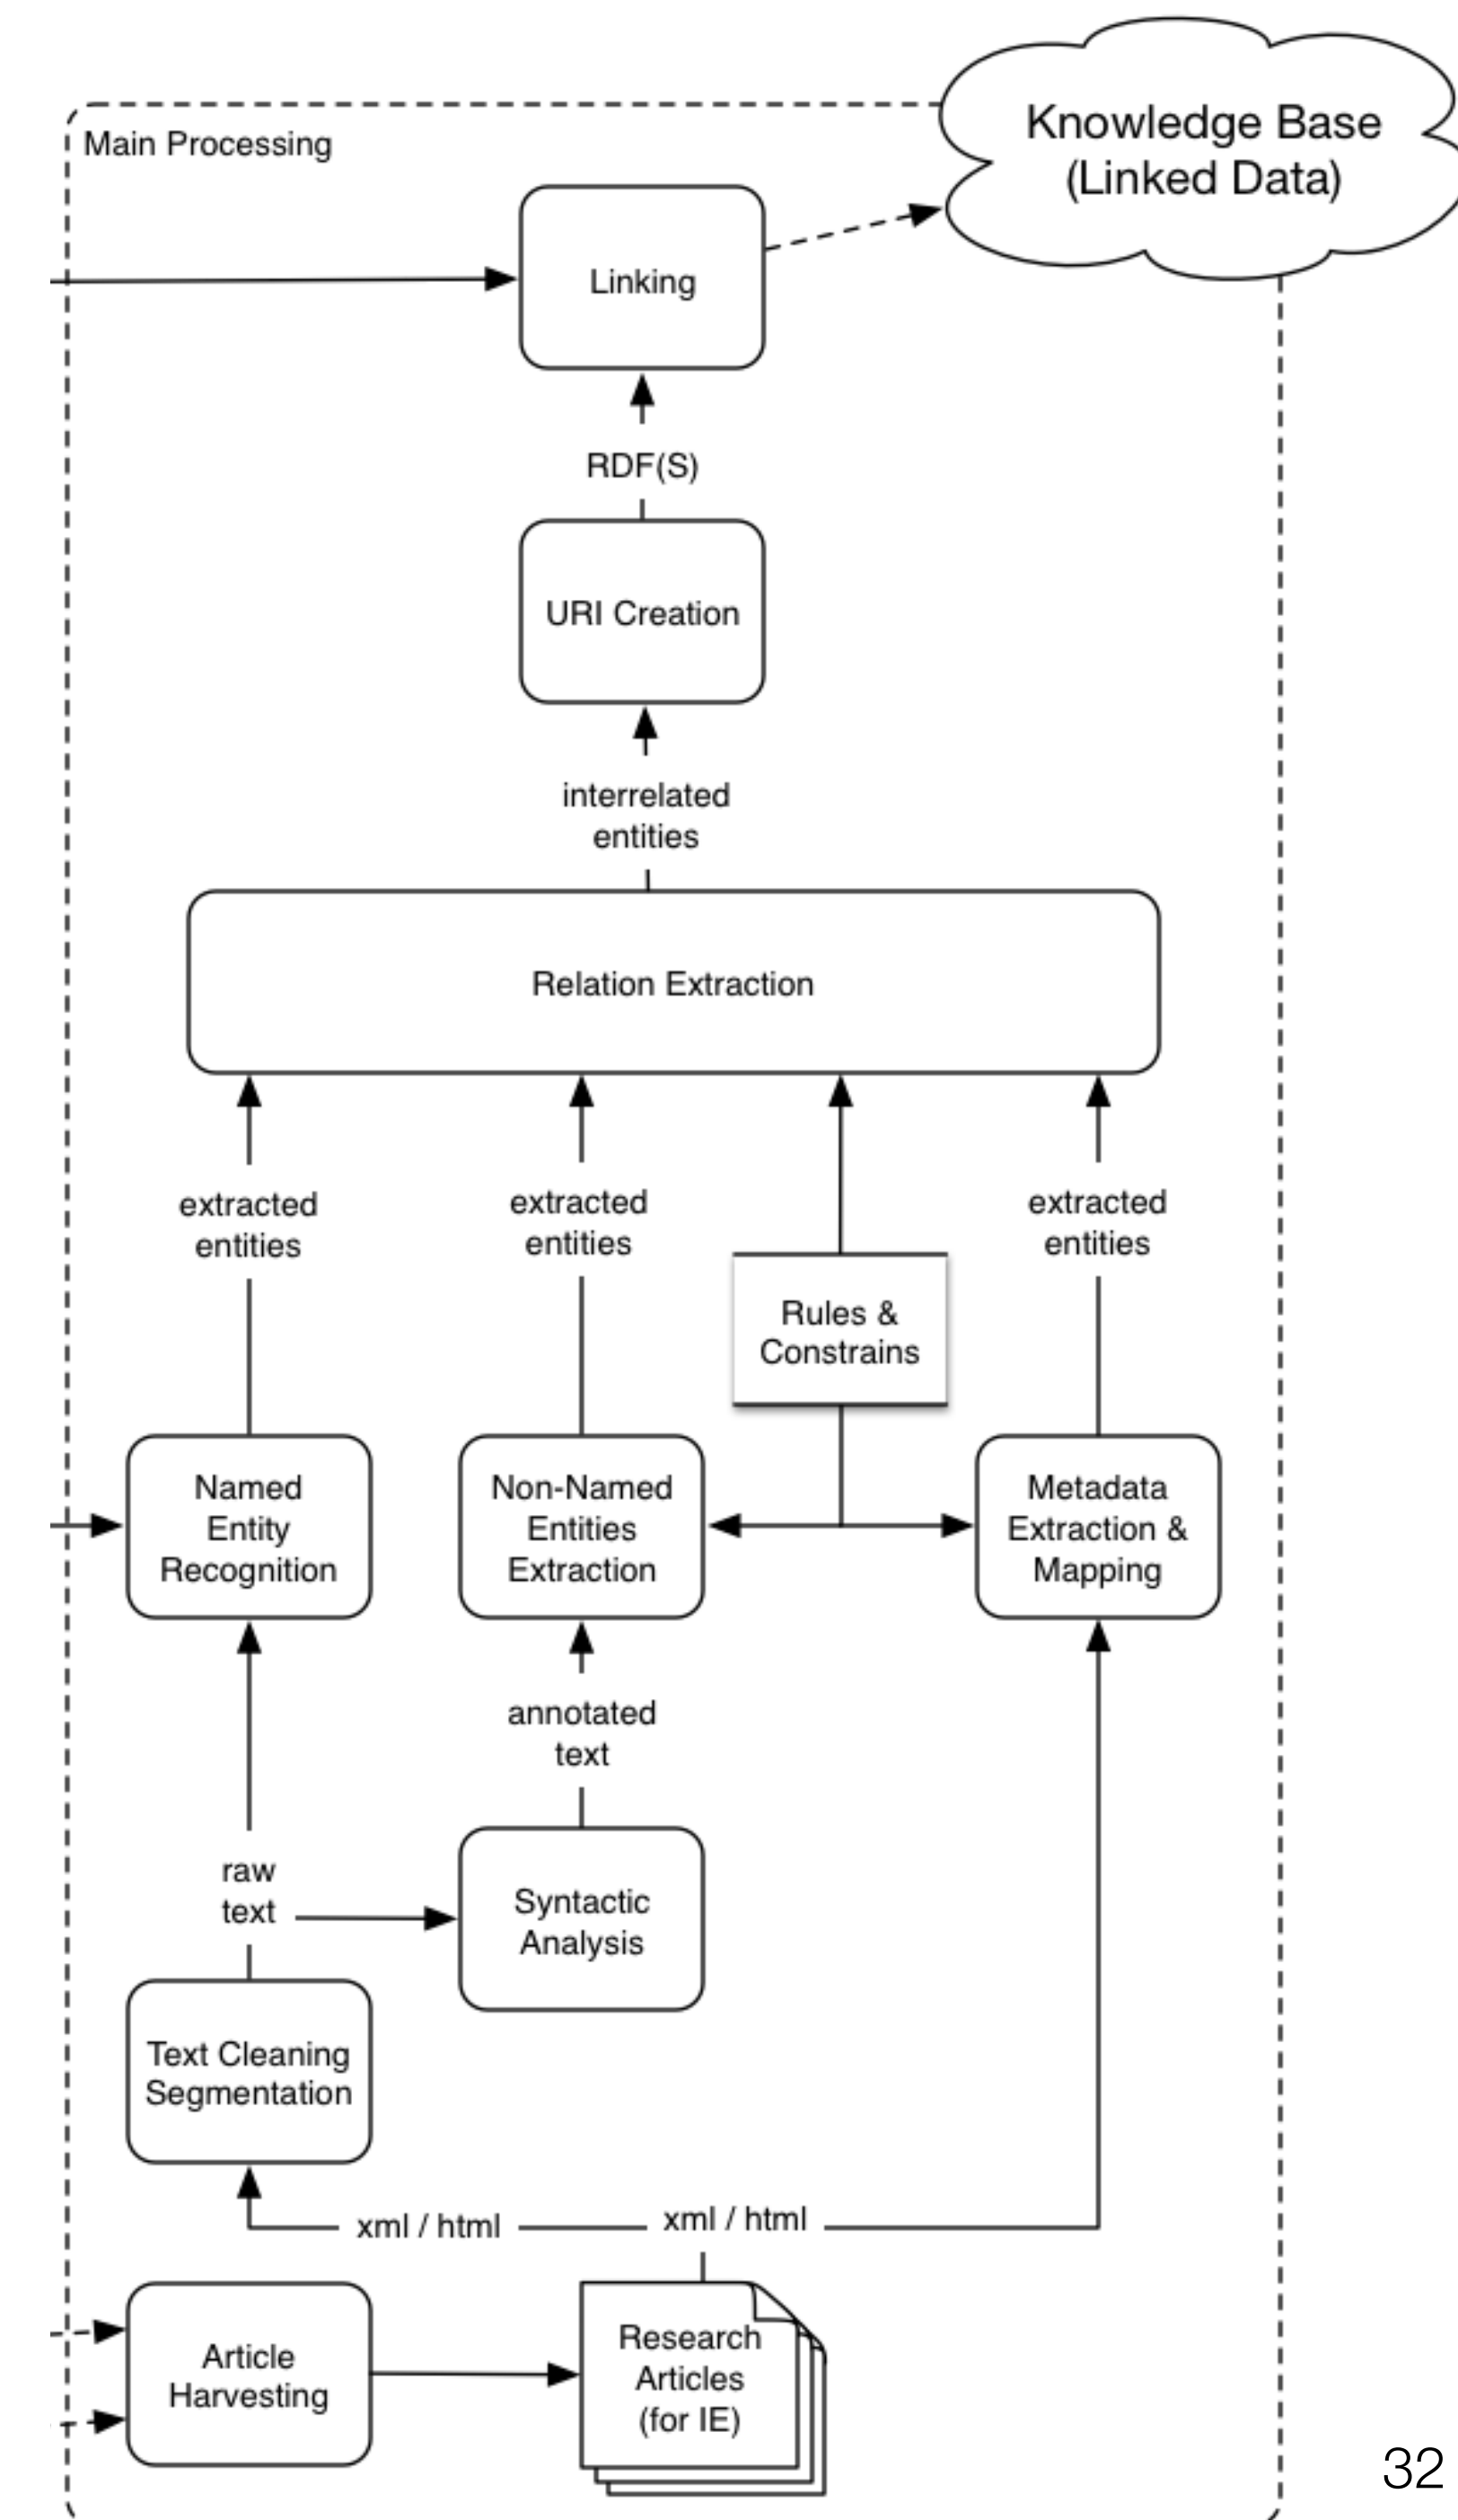 Knowledge Base
(Linked Data)
Main Processing
Linking
RDF(S)
URI Creation
interrelated
entities
Relation Extraction
extracted
entities
extracted
entities
extracted
entities
Rules &
Constrains
Named
Entity
Recognition
Non-Named
Entities
Extraction
Metadata
Extraction &
Mapping
annotated
text
raw
text
Syntactic
Analysis
Text Cleaning
Segmentation
xml / html
xml / html
Article
Harvesting
Research
Articles
(for IE)
32